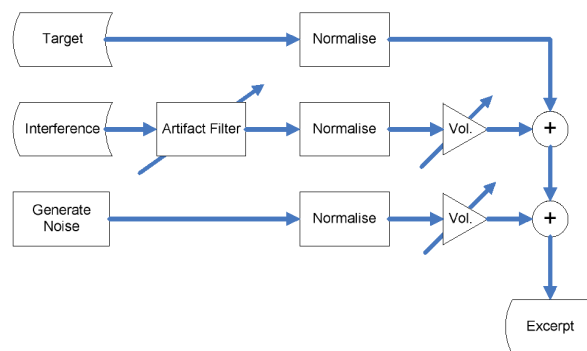 Target
Normalise
Interference
Artifact Filter
Normalise
Vol.
+
Generate
Noise
Normalise
Vol.
+
Excerpt